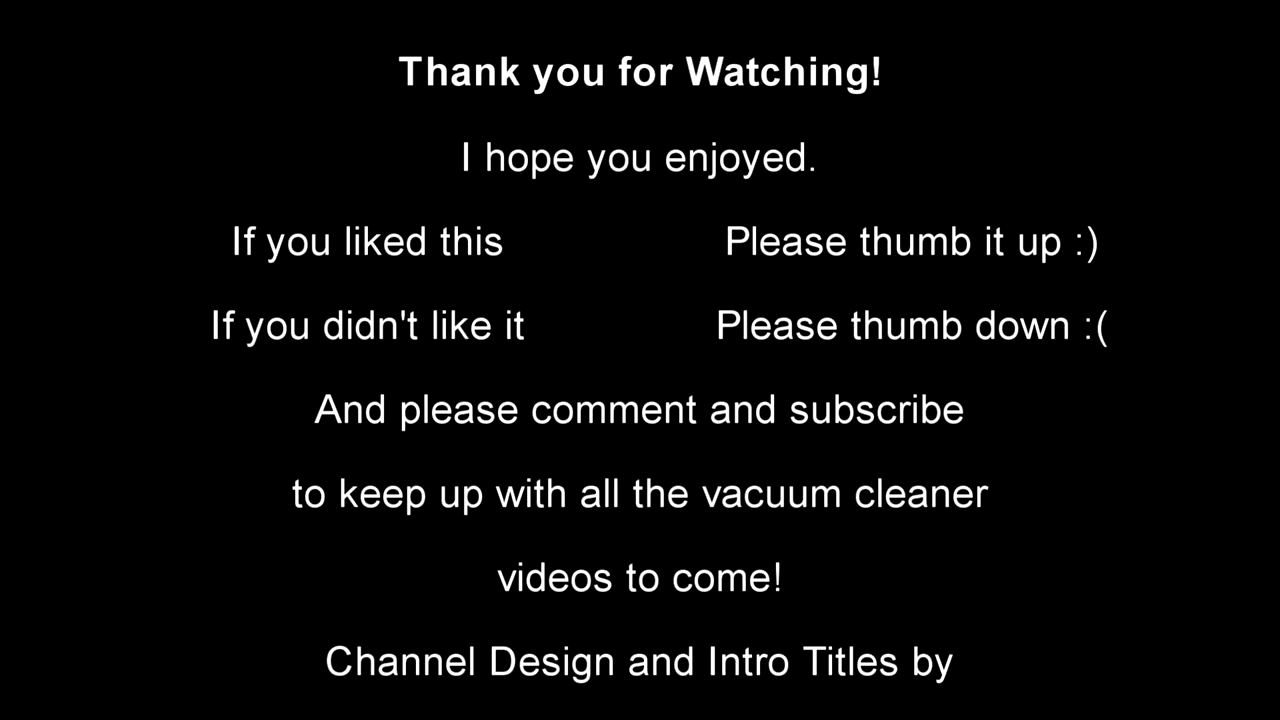 Thank you for Watching!
I hope you enjoyed.
If you liked this Please thumb it up :)
If you didn't like it Please thumb down :(
And please comment and subscribe
to keep up with all the vacuum cleaner
videos to come!
Channel Design and Intro Titles by